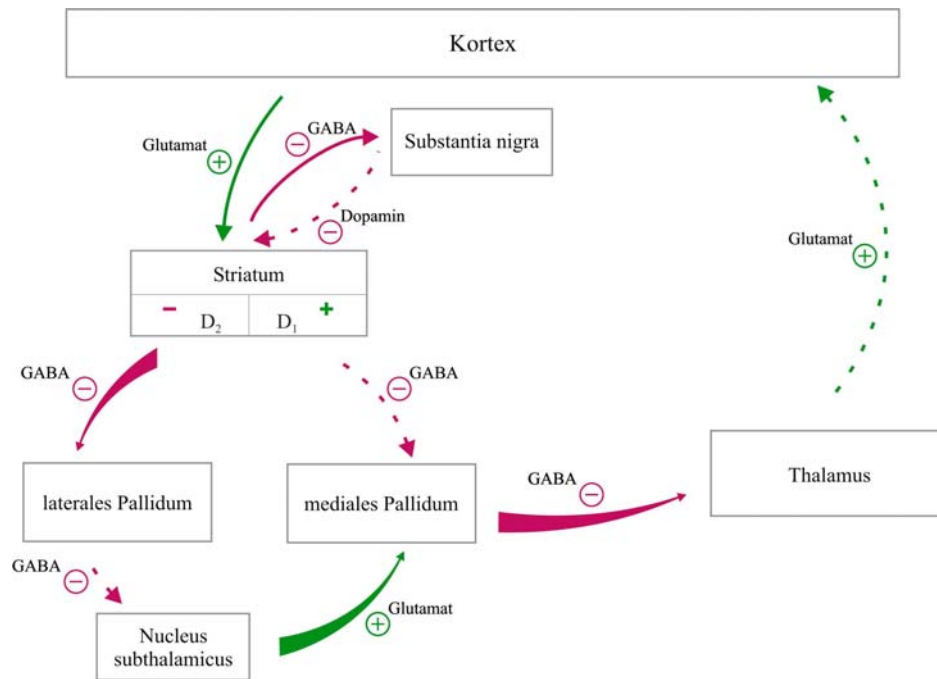 Kortex
GABA
Glutamat
Substantia nigra
Dopamin
Striatum
D2
D1
GABA
GABA
laterales Pallidum
mediales Pallidum
GABA
Thalamus
Glutamat
GABA
Glutamat
Nucleus
subthalamicus